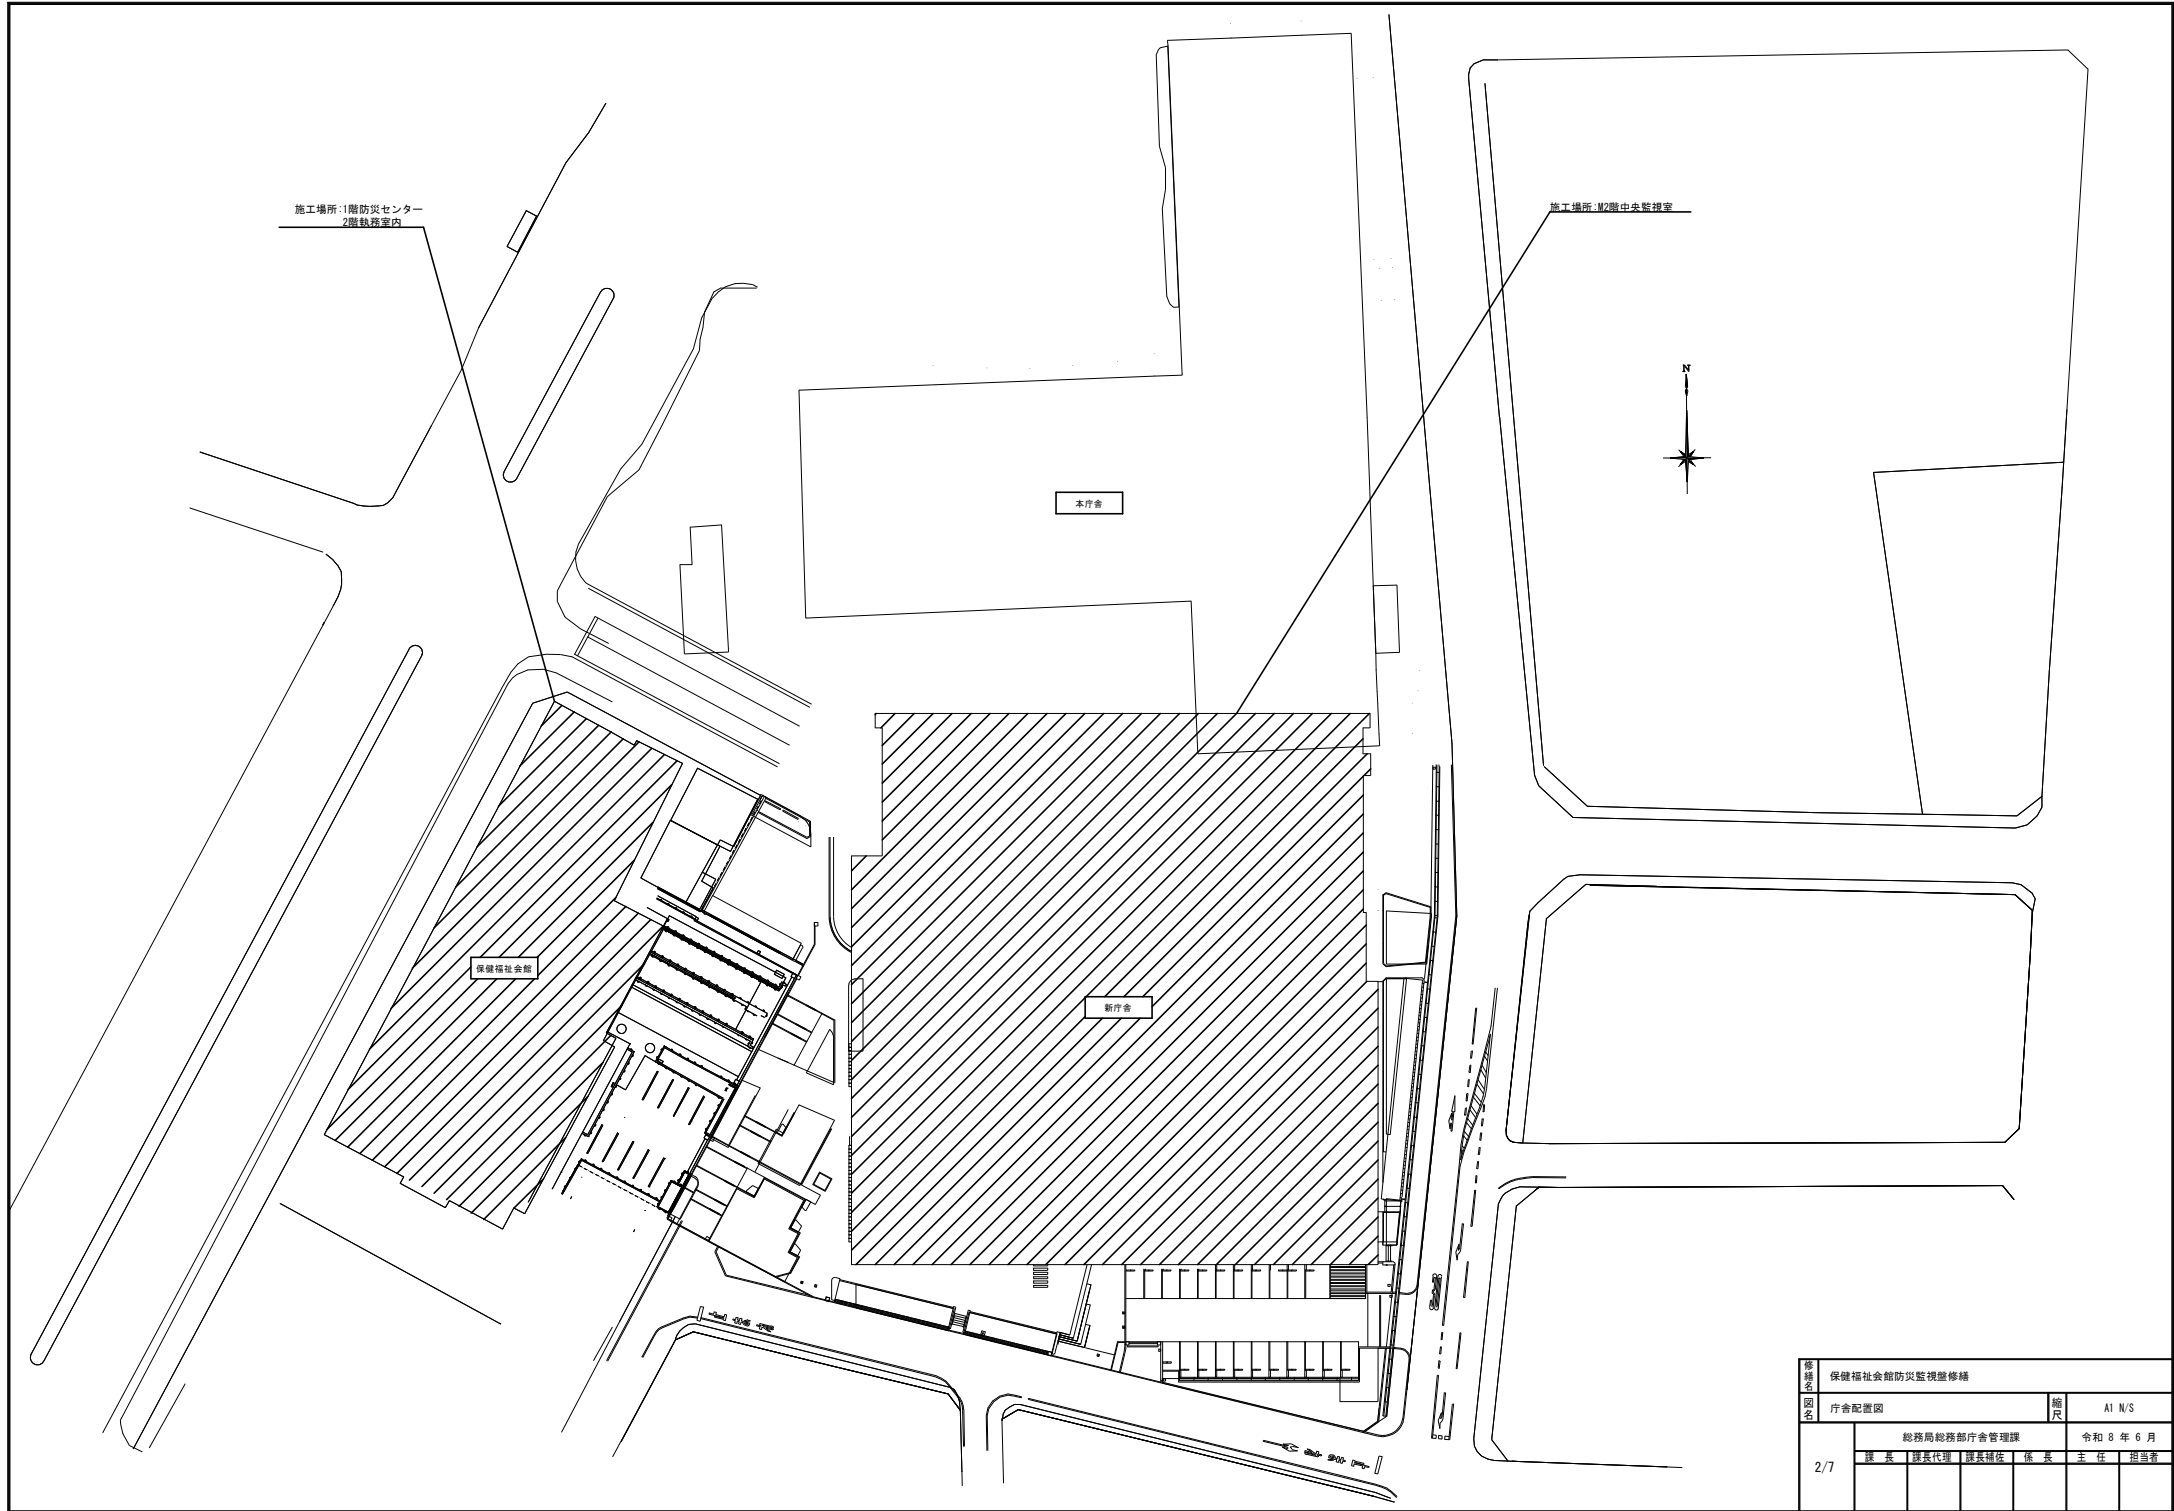 施工場所:1階防災センター
2階執務室内
施工場所:M2階中央監視室
N
本庁舎
保健福祉会館
新庁舎
修繕名 保健福祉会館防災監視盤修繕
図名 庁舎配置図 縮尺 A1 N/S
2/7 総務局総務部庁舎管理課 令和 8 年 6 月
課 長 課長代理 課長補佐 係 長 主 任 担当者